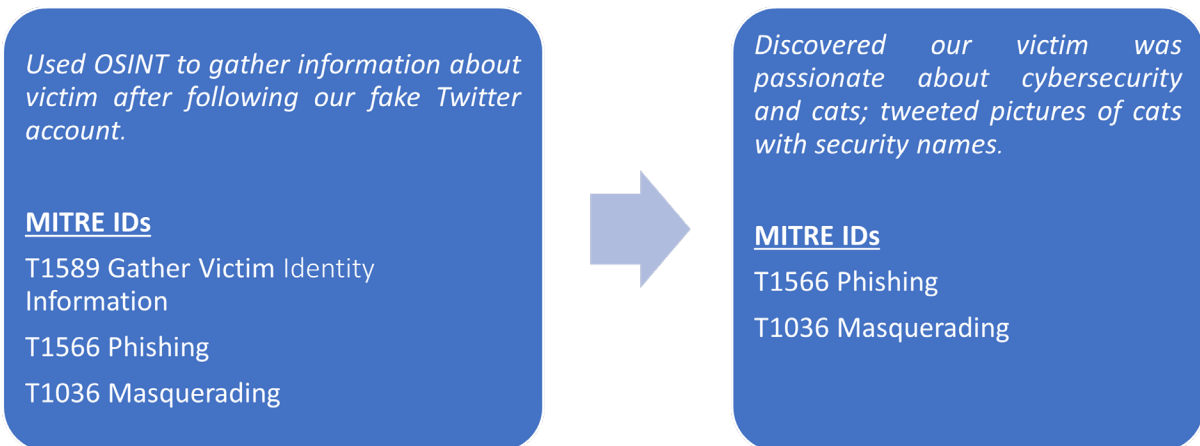 Used OSINT to gather information about
victim after following our fake Twitter
account.
MITRE IDs
T1589 Gather Victim Identity
Information
T1566 Phishing
T1036 Masquerading
Discovered our victim was
passionate about cybersecurity
and cats; tweeted pictures of cats
with security names.
MITRE IDs
T1566 Phishing
T1036 Masquerading